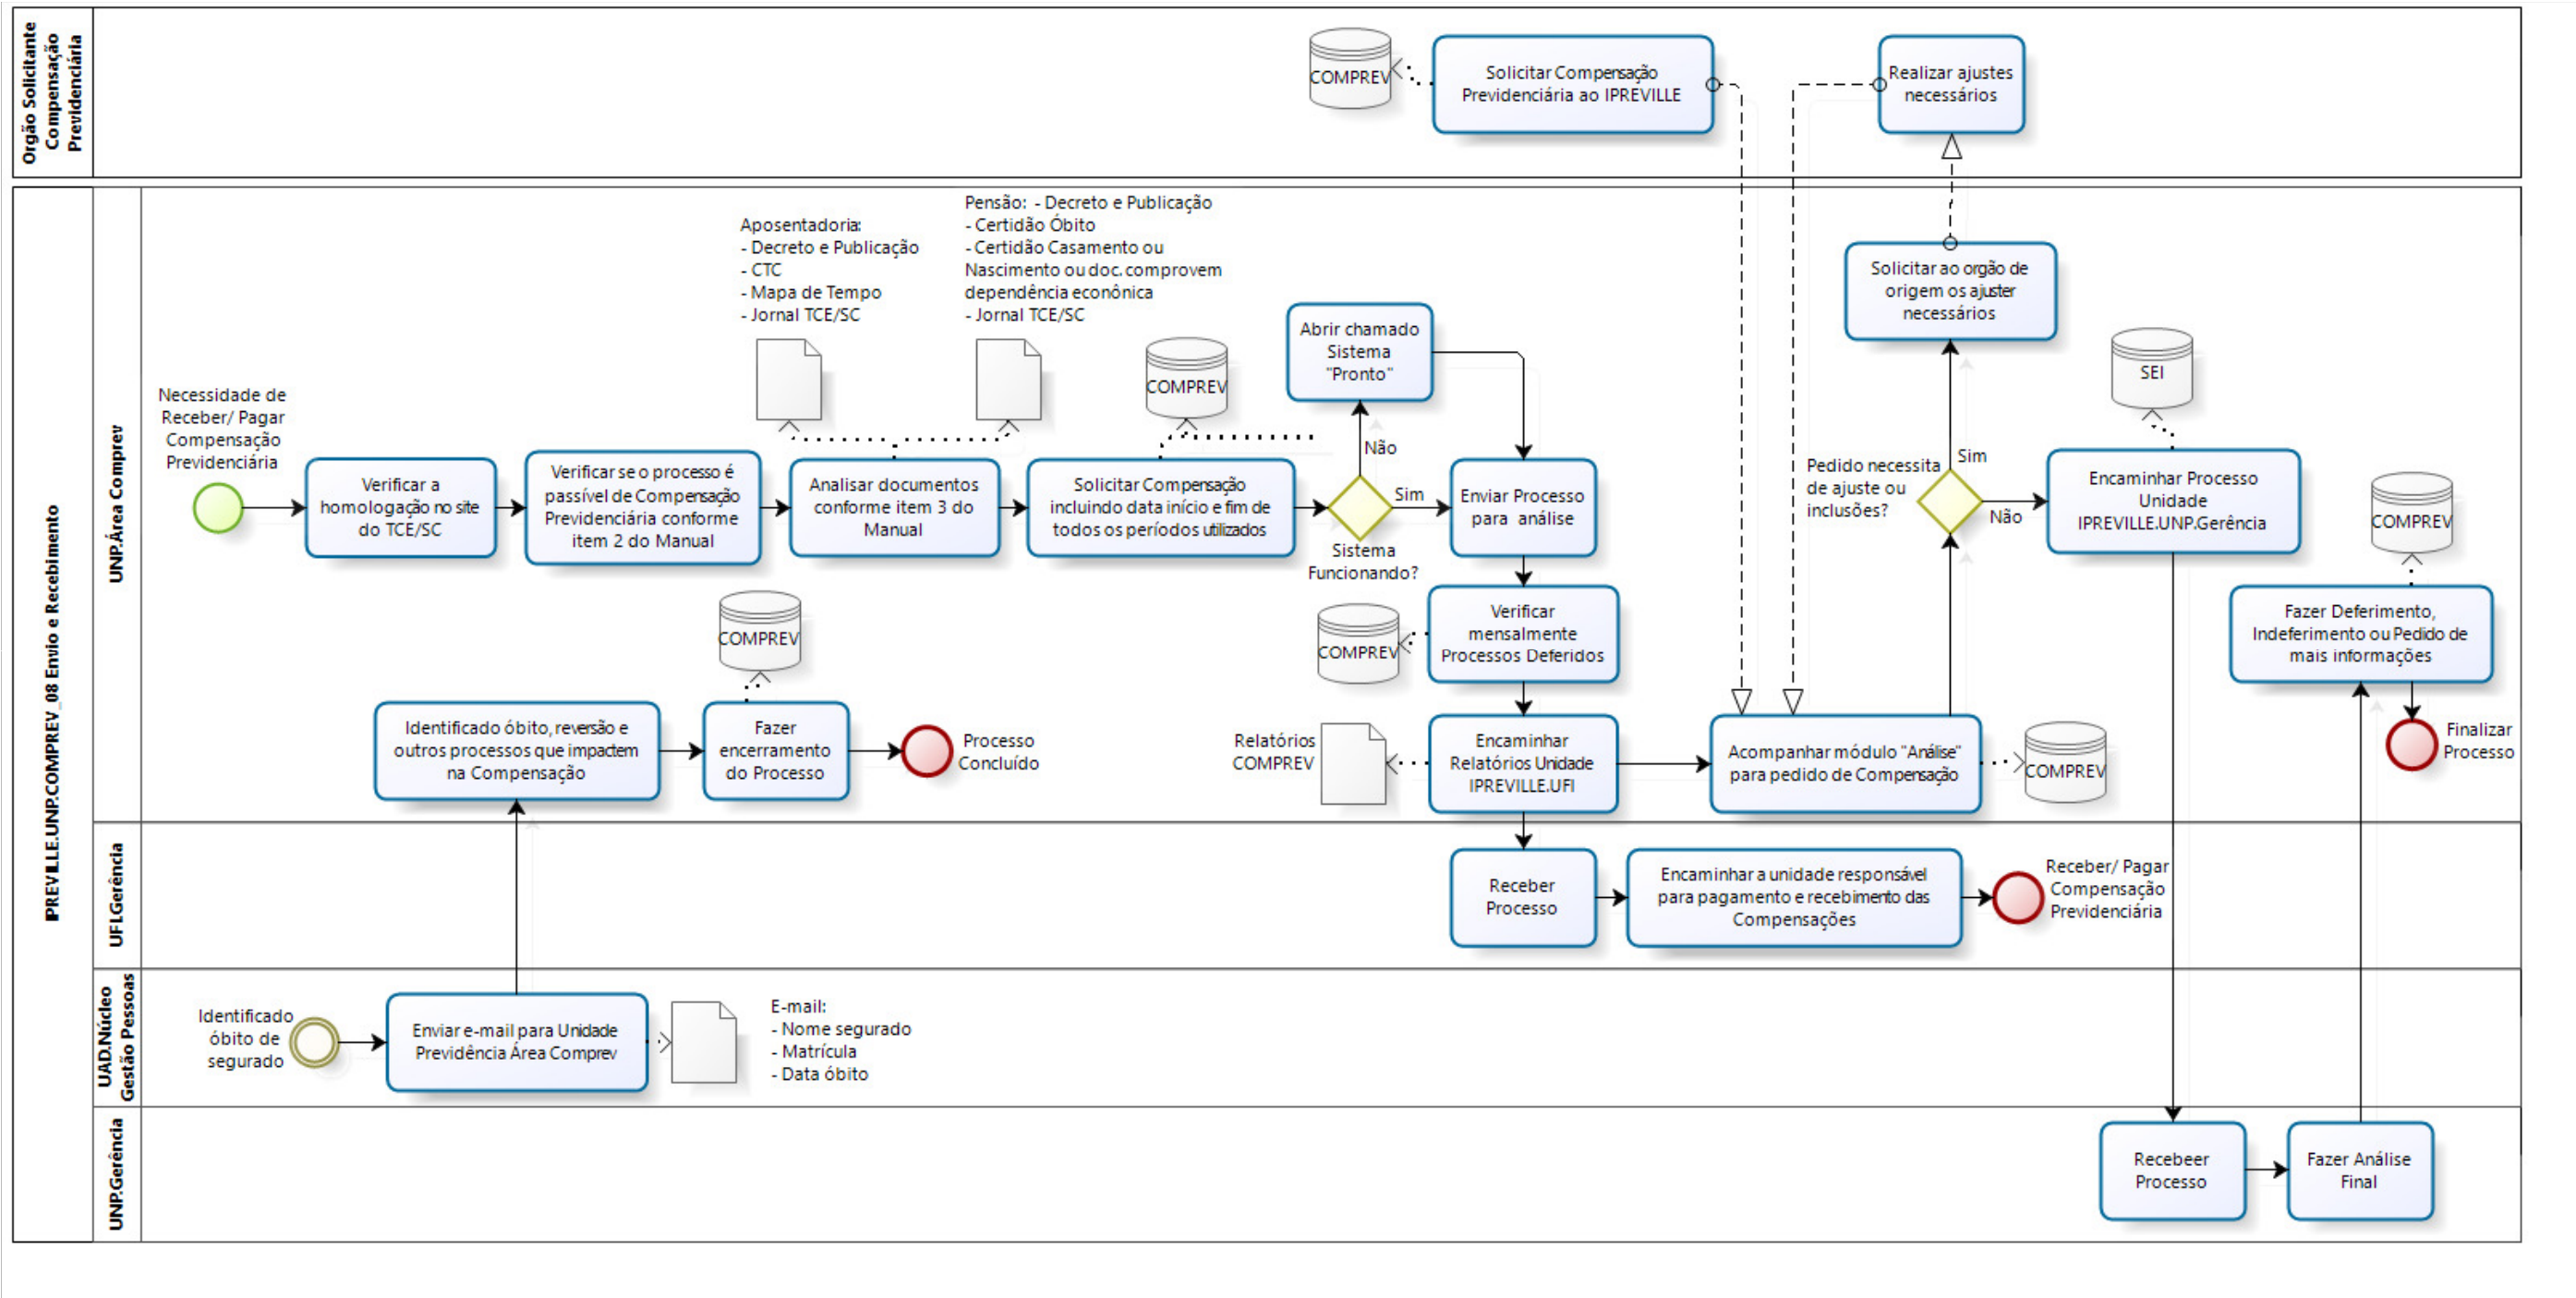 Orgão Solicitante
Compensação
Previdenciária
COMPREV
Solicitar Compensação
Previdenciária ao IPREVILLE
Realizar ajustes
necessários
IPREVILLE.UNP.COMPREV_08 Envio e Recebimento
UNP.Área Comprev
Necessidade de
Receber/ Pagar
Compensação
Previdenciária
Verificar a
homologação no site
do TCE/SC
Verificar se o processo é
passível de Compensação
Previdenciária conforme
item 2 do Manual
Aposentadoria:
- Decreto e Publicação
- CTC
- Mapa de Tempo
- Jornal TCE/SC
Pensão:  - Decreto e Publicação
- Certidão Óbito
- Certidão Casamento ou
Nascimento ou doc. comprovem
dependência econônica
- Jornal TCE/SC
Analisar documentos
conforme item 3 do
Manual
COMPREV
Solicitar Compensação
incluindo data início e fim de
todos os períodos utilizados
Abrir chamado
Sistema
"Pronto"
Não
Sim
Sistema
Funcionando?
Enviar Processo
para  análise
COMPREV
Verificar
mensalmente
Processos Deferidos
Relatórios
COMPREV
Encaminhar
Relatórios Unidade
IPREVILLE.UFI
Acompanhar módulo "Análise"
para pedido de Compensação
COMPREV
Pedido necessita
de ajuste ou
inclusões?
Sim
Não
Solicitar ao orgão de
origem os ajuster
necessários
SEI
Encaminhar Processo
Unidade
IPREVILLE.UNP.Gerência
COMPREV
Fazer Deferimento,
Indeferimento ou Pedido de
mais informações
Finalizar
Processo
COMPREV
Identificado óbito, reversão e
outros processos que impactem
na Compensação
Fazer
encerramento
do Processo
Processo
Concluído
UFI.Gerência
Receber
Processo
Encaminhar a unidade responsável
para pagamento e recebimento das
Compensações
Receber/ Pagar
Compensação
Previdenciária
UAD.Núcleo
Gestão Pessoas
Identificado
óbito de
segurado
Enviar e-mail para Unidade
Previdência Área Comprev
E-mail:
- Nome segurado
- Matrícula
- Data óbito
UNP.Gerência
Recebeer
Processo
Fazer Análise
Final